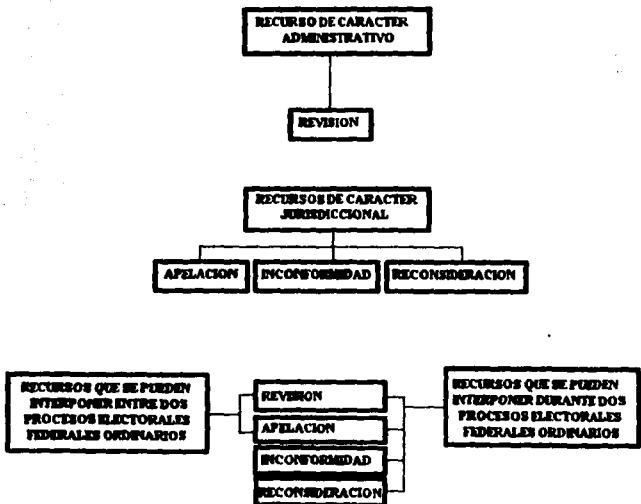 RECURSO DE CARACTER
ADMINISTRATIVO
REVISION
RECURSOS DE CARACTER
JURISDICCIONAL
APELACION
INCONFORMIDAD
RECONSIDERACION
RECURSOS QUE SE PUEDEN
INTERPONER ENTRE DOS
PROCESOS ELECTORALES
FEDERALES ORDINARIOS
REVISION
APELACION
INCONFORMIDAD
RECONSIDERACION
RECURSOS QUE SE PUEDEN
INTERPONER DURANTE DOS
PROCESOS ELECTORALES
FEDERALES ORDINARIOS